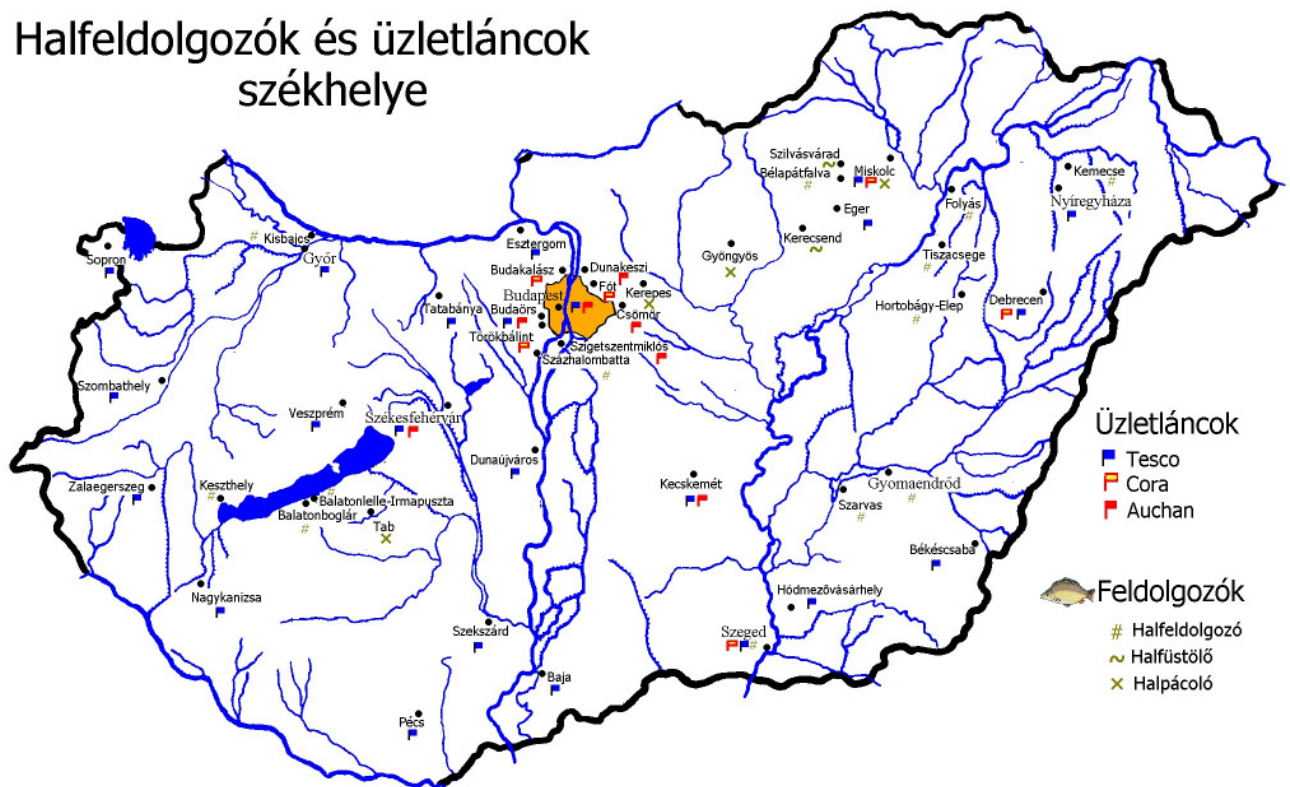 Halfeldolgozók és üzletláncok
székhelye
Szilvásvárad
Bélapátfalva
Miskolc
Kemecse
Folyás
Nyíregyháza
Eger
Kerecsend
Kisbajcs
Győr
Sopron
Esztergom
Gyöngyös
Tiszacsege
Budakalász
Dunakeszi
Fót
Kerepes
Budapest
Hortobágy-Elep
Debrecen
Tatabánya
Budaörs
Csömör
Törökbálint
Szigetszentmiklós
Százhalombatta
Szombathely
Veszprém
Székesfehérvár
Üzletláncok
Tesco
Cora
Auchan
Dunaújváros
Kecskemét
Zalaegerszeg
Keszthely
Gyomaendrőd
Balatonlelle-Irmapuszta
Balatonboglár
Szarvas
Tab
Békéscsaba
Nagykanizsa
Hódmezővásárhely
Feldolgozók
# Halfeldolgozó
~ Halfüstölő
× Halpácoló
Szekszárd
Szeged
Baja
Pécs